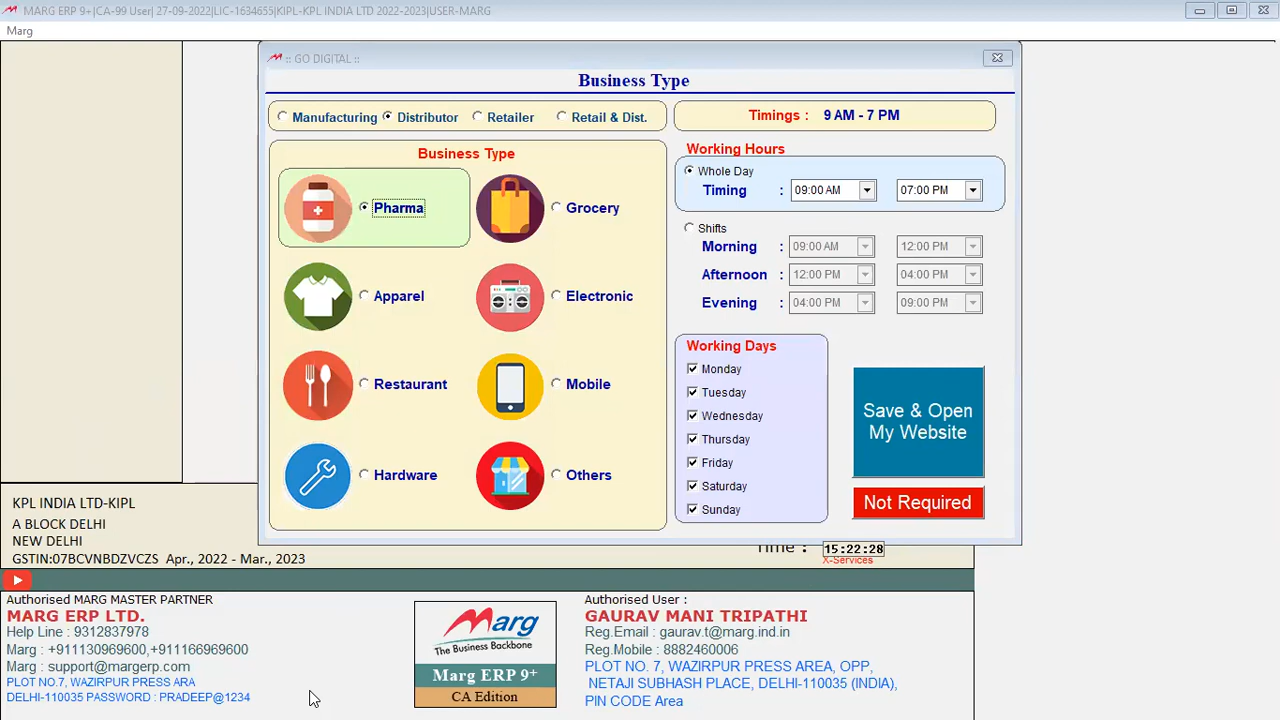 MARG ERP 9+|CA-99 User| 27-09-2022|LIC-1634655|KIPL-KPL INDIA LTD 2022-2023|USER-MARG
Marg
:: GO DIGITAL ::
Business Type
Manufacturing Distributor Retailer Retail & Dist.
Timings : 9 AM - 7 PM
Business Type
Pharma
Grocery
Apparel
Electronic
Restaurant
Mobile
Hardware
Others
Working Hours
Whole Day
Timing : 09:00 AM 07:00 PM
Shifts
Morning : 09:00 AM 12:00 PM
Afternoon : 12:00 PM 04:00 PM
Evening : 04:00 PM 09:00 PM
Working Days
Monday
Tuesday
Wednesday
Thursday
Friday
Saturday
Sunday
Save & Open
My Website
Not Required
KPL INDIA LTD-KIPL
A BLOCK DELHI
NEW DELHI
GSTIN:07BCVNBDZVCZS Apr., 2022 - Mar., 2023
Time : 15:22:28
X-Services
Authorised MARG MASTER PARTNER
MARG ERP LTD.
Help Line : 9312837978
Marg : +911130969600,+911166969600
Marg : support@margerp.com
PLOT NO.7, WAZIRPUR PRESS ARA
DELHI-110035 PASSWORD : PRADEEP@1234
Marg
The Business Backbone
Marg ERP 9+
CA Edition
Authorised User :
GAURAV MANI TRIPATHI
Reg.Email : gaurav.t@marg.ind.in
Reg.Mobile : 8882460006
PLOT NO. 7, WAZIRPUR PRESS AREA, OPP,
NETAJI SUBHASH PLACE, DELHI-110035 (INDIA),
PIN CODE Area